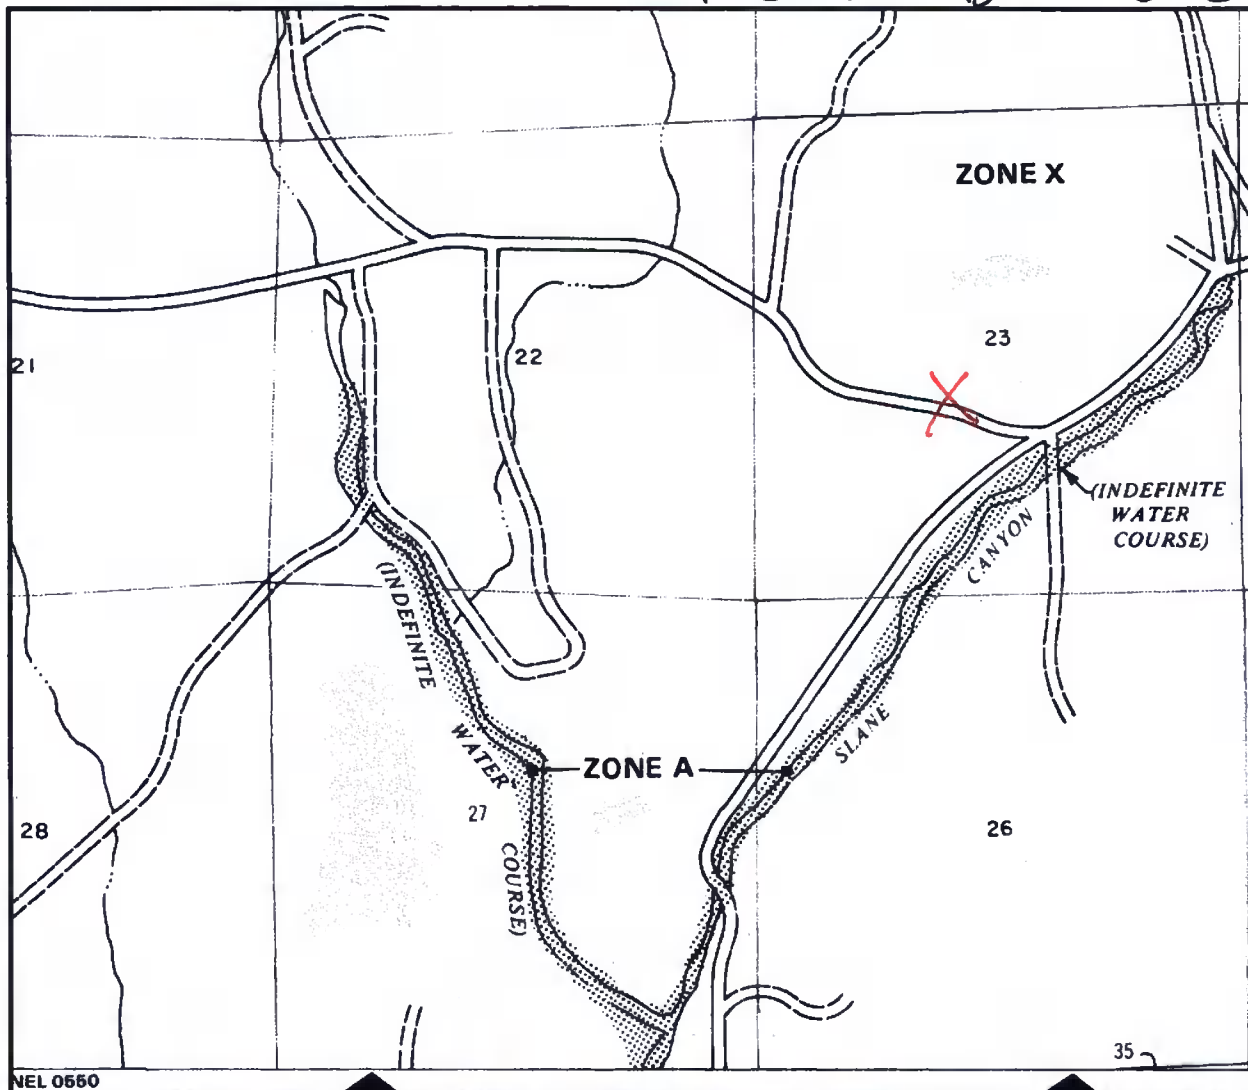 ZONE X
23
21
22
(INDEFINITE
WATER
COURSE)
CANYON
(INDEFINITE
SLANE
WATER
ZONE A
27
28
26
COURSE)
35
NEL 0550